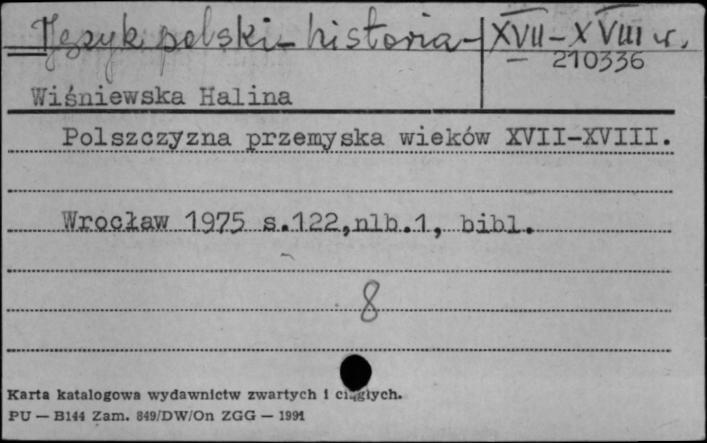 Język polski - historia - XVII - XVIII w.
210336
Wiśniewska Halina
Polszczyzna przemyska wieków XVII-XVIII.
Wrocław 1975 s.122,nlb.1, bibl.
8
Karta katalogowa wydawnictw zwartych i ciągłych.
PU — B144 Zam. 849/DW/On ZGG — 1991